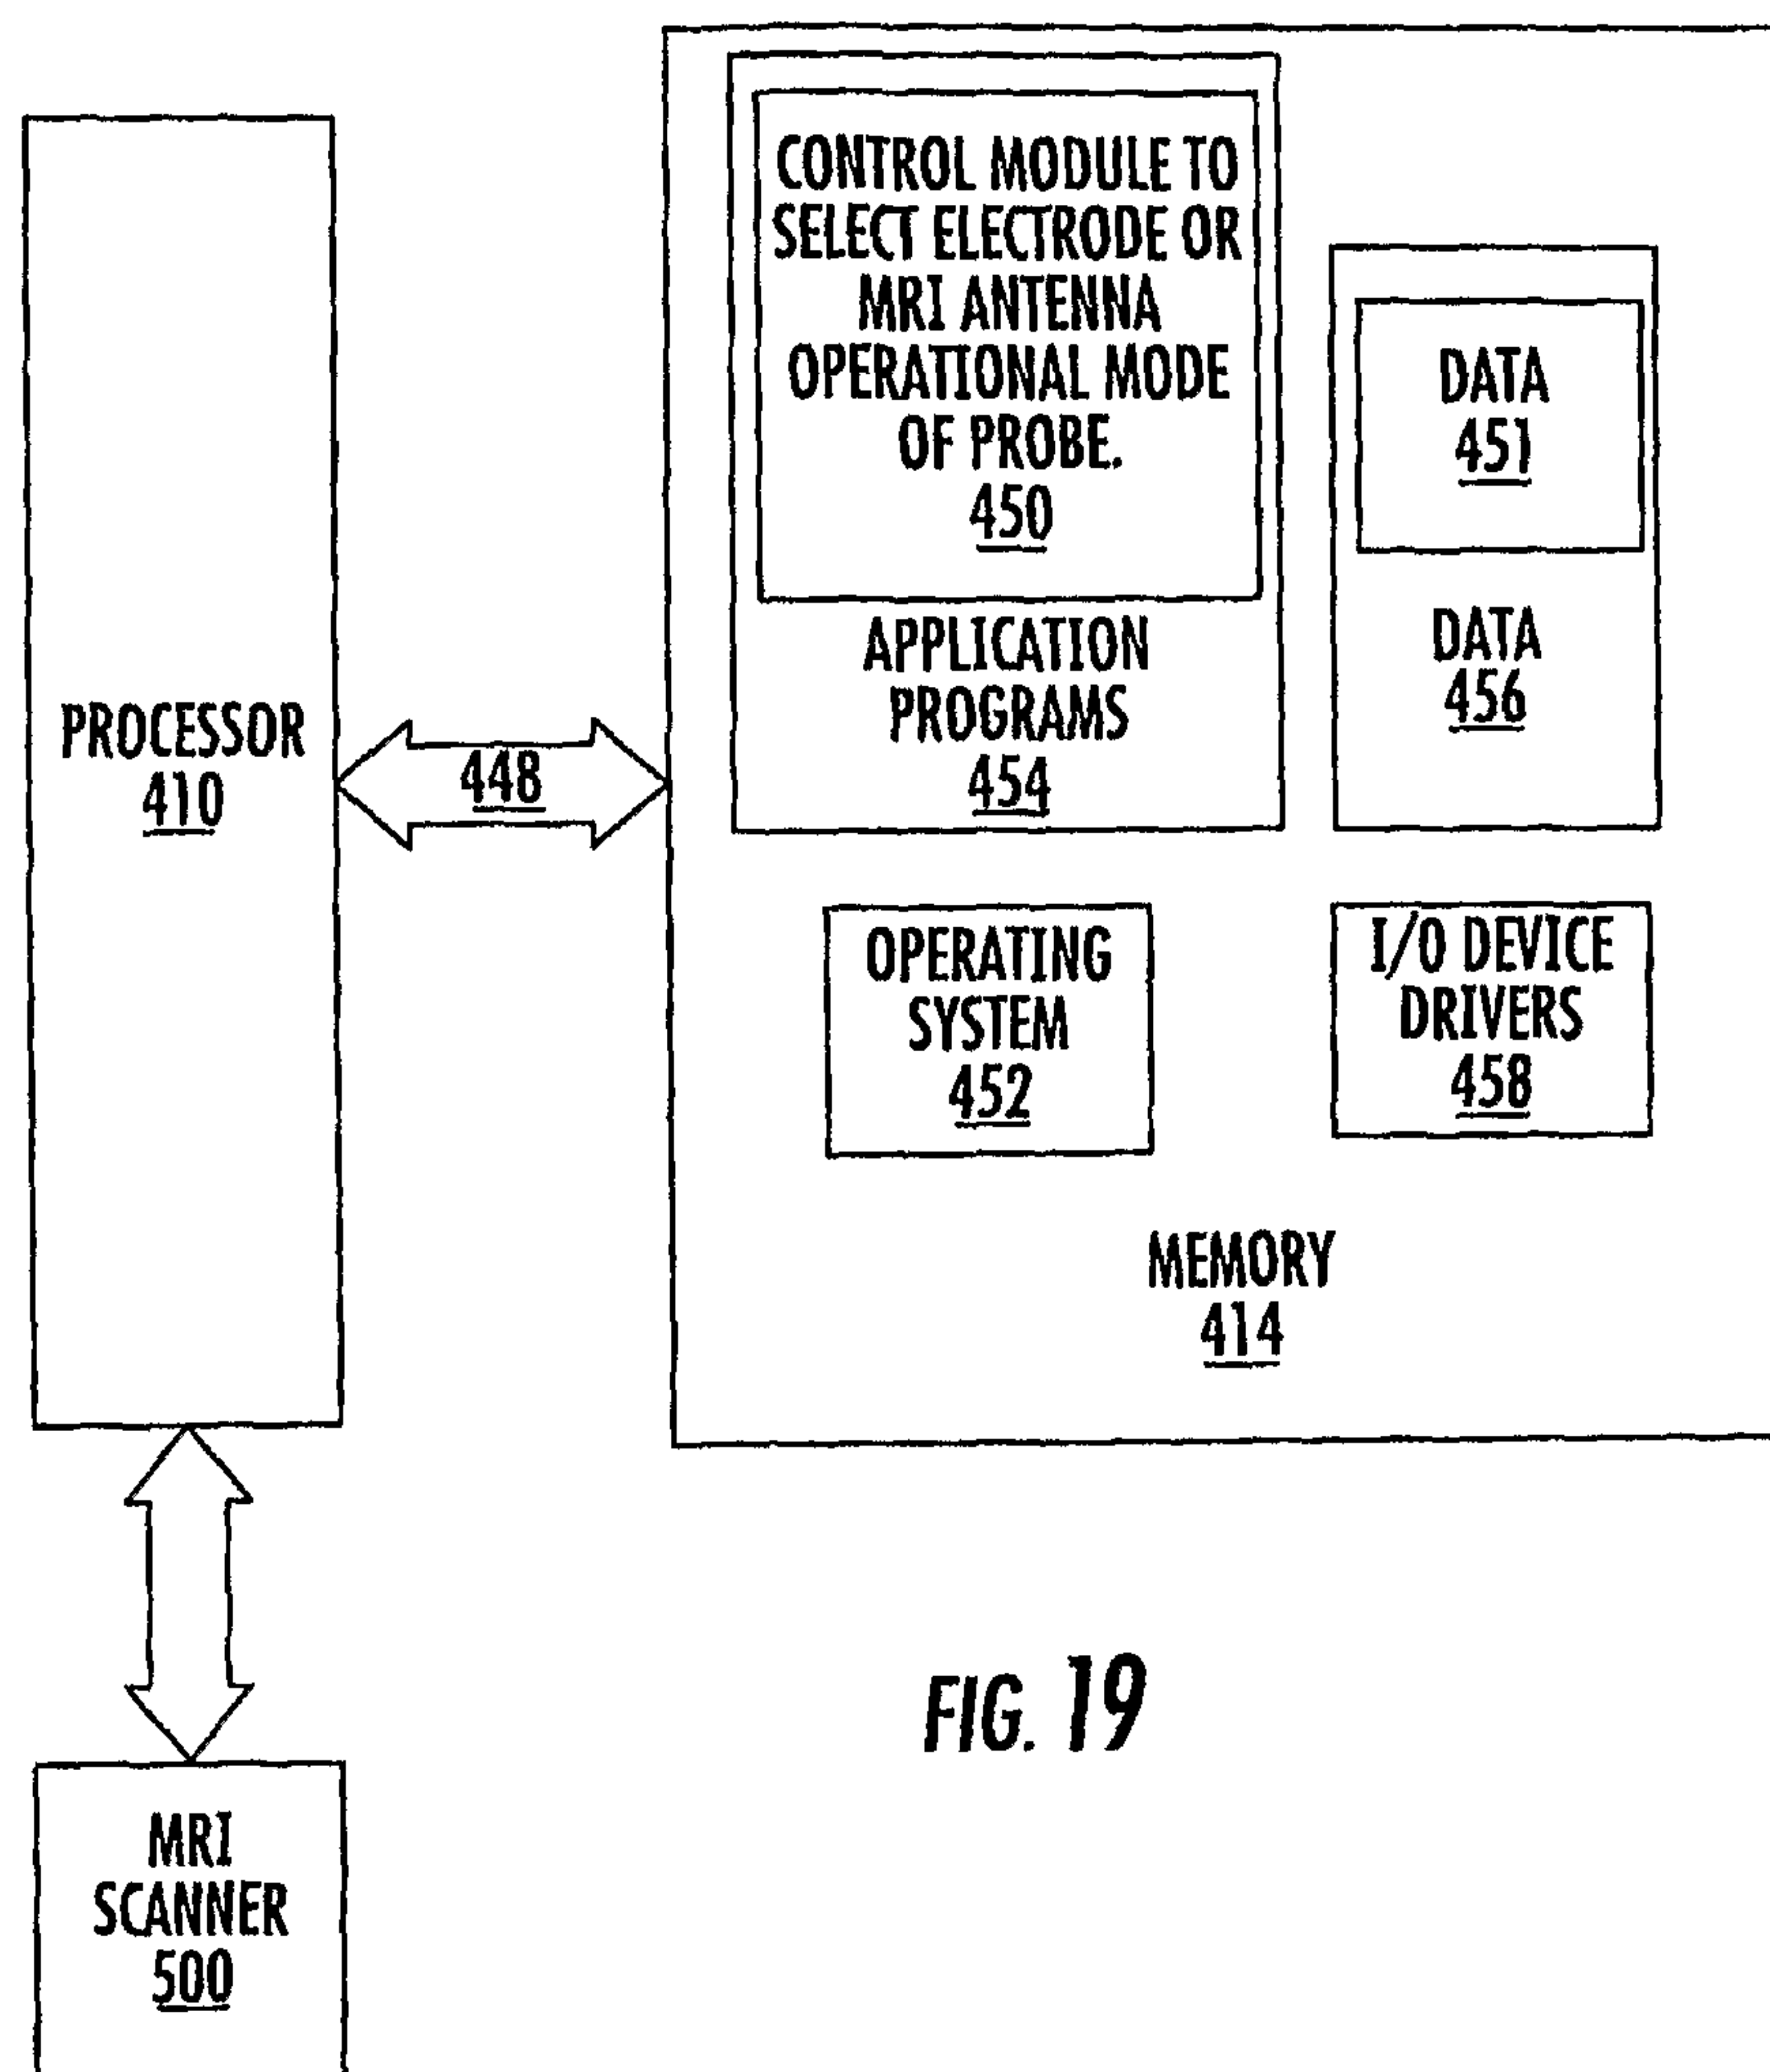 PROCESSOR
410
448
CONTROL MODULE TO
SELECT ELECTRODE OR
MRI ANTENNA
OPERATIONAL MODE
OF PROBE.
450
APPLICATION
PROGRAMS
454
DATA
451
DATA
456
OPERATING
SYSTEM
452
I/O DEVICE
DRIVERS
458
MEMORY
414
MRI
SCANNER
500
FIG. 19